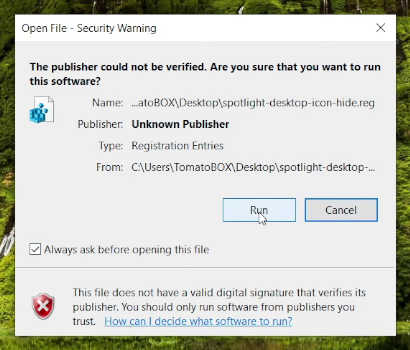 Open File - Security Warning
The publisher could not be verified. Are you sure that you want to run
this software?
Name: ...atoBOX\Desktop\spotlight-desktop-icon-hide.reg
Publisher: Unknown Publisher
Type: Registration Entries
From: C:\Users\TomatoBOX\Desktop\spotlight-desktop-...
Run Cancel
Always ask before opening this file
This file does not have a valid digital signature that verifies its
publisher. You should only run software from publishers you
trust. How can I decide what software to run?